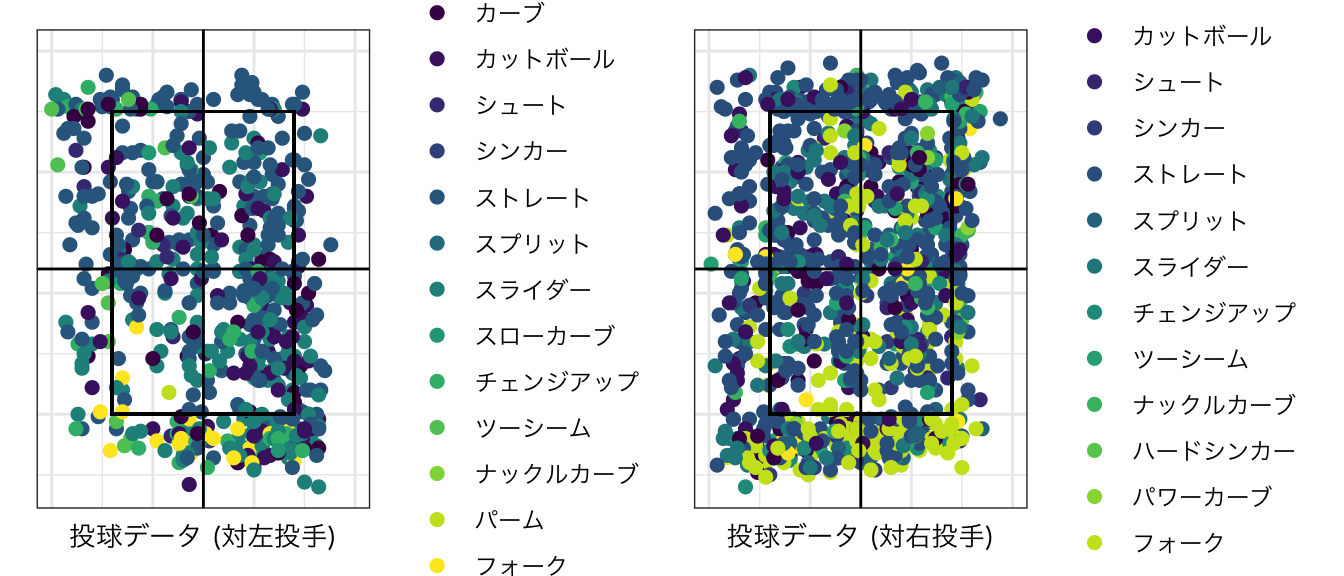 カーブ
カットボール
シュート
シンカー
ストレート
スプリット
スライダー
スローカーブ
チェンジアップ
ツーシーム
ナックルカーブ
パーム
フォーク
投球データ (対左投手)
カットボール
シュート
シンカー
ストレート
スプリット
スライダー
チェンジアップ
ツーシーム
ナックルカーブ
ハードシンカー
パワーカーブ
フォーク
投球データ (対右投手)